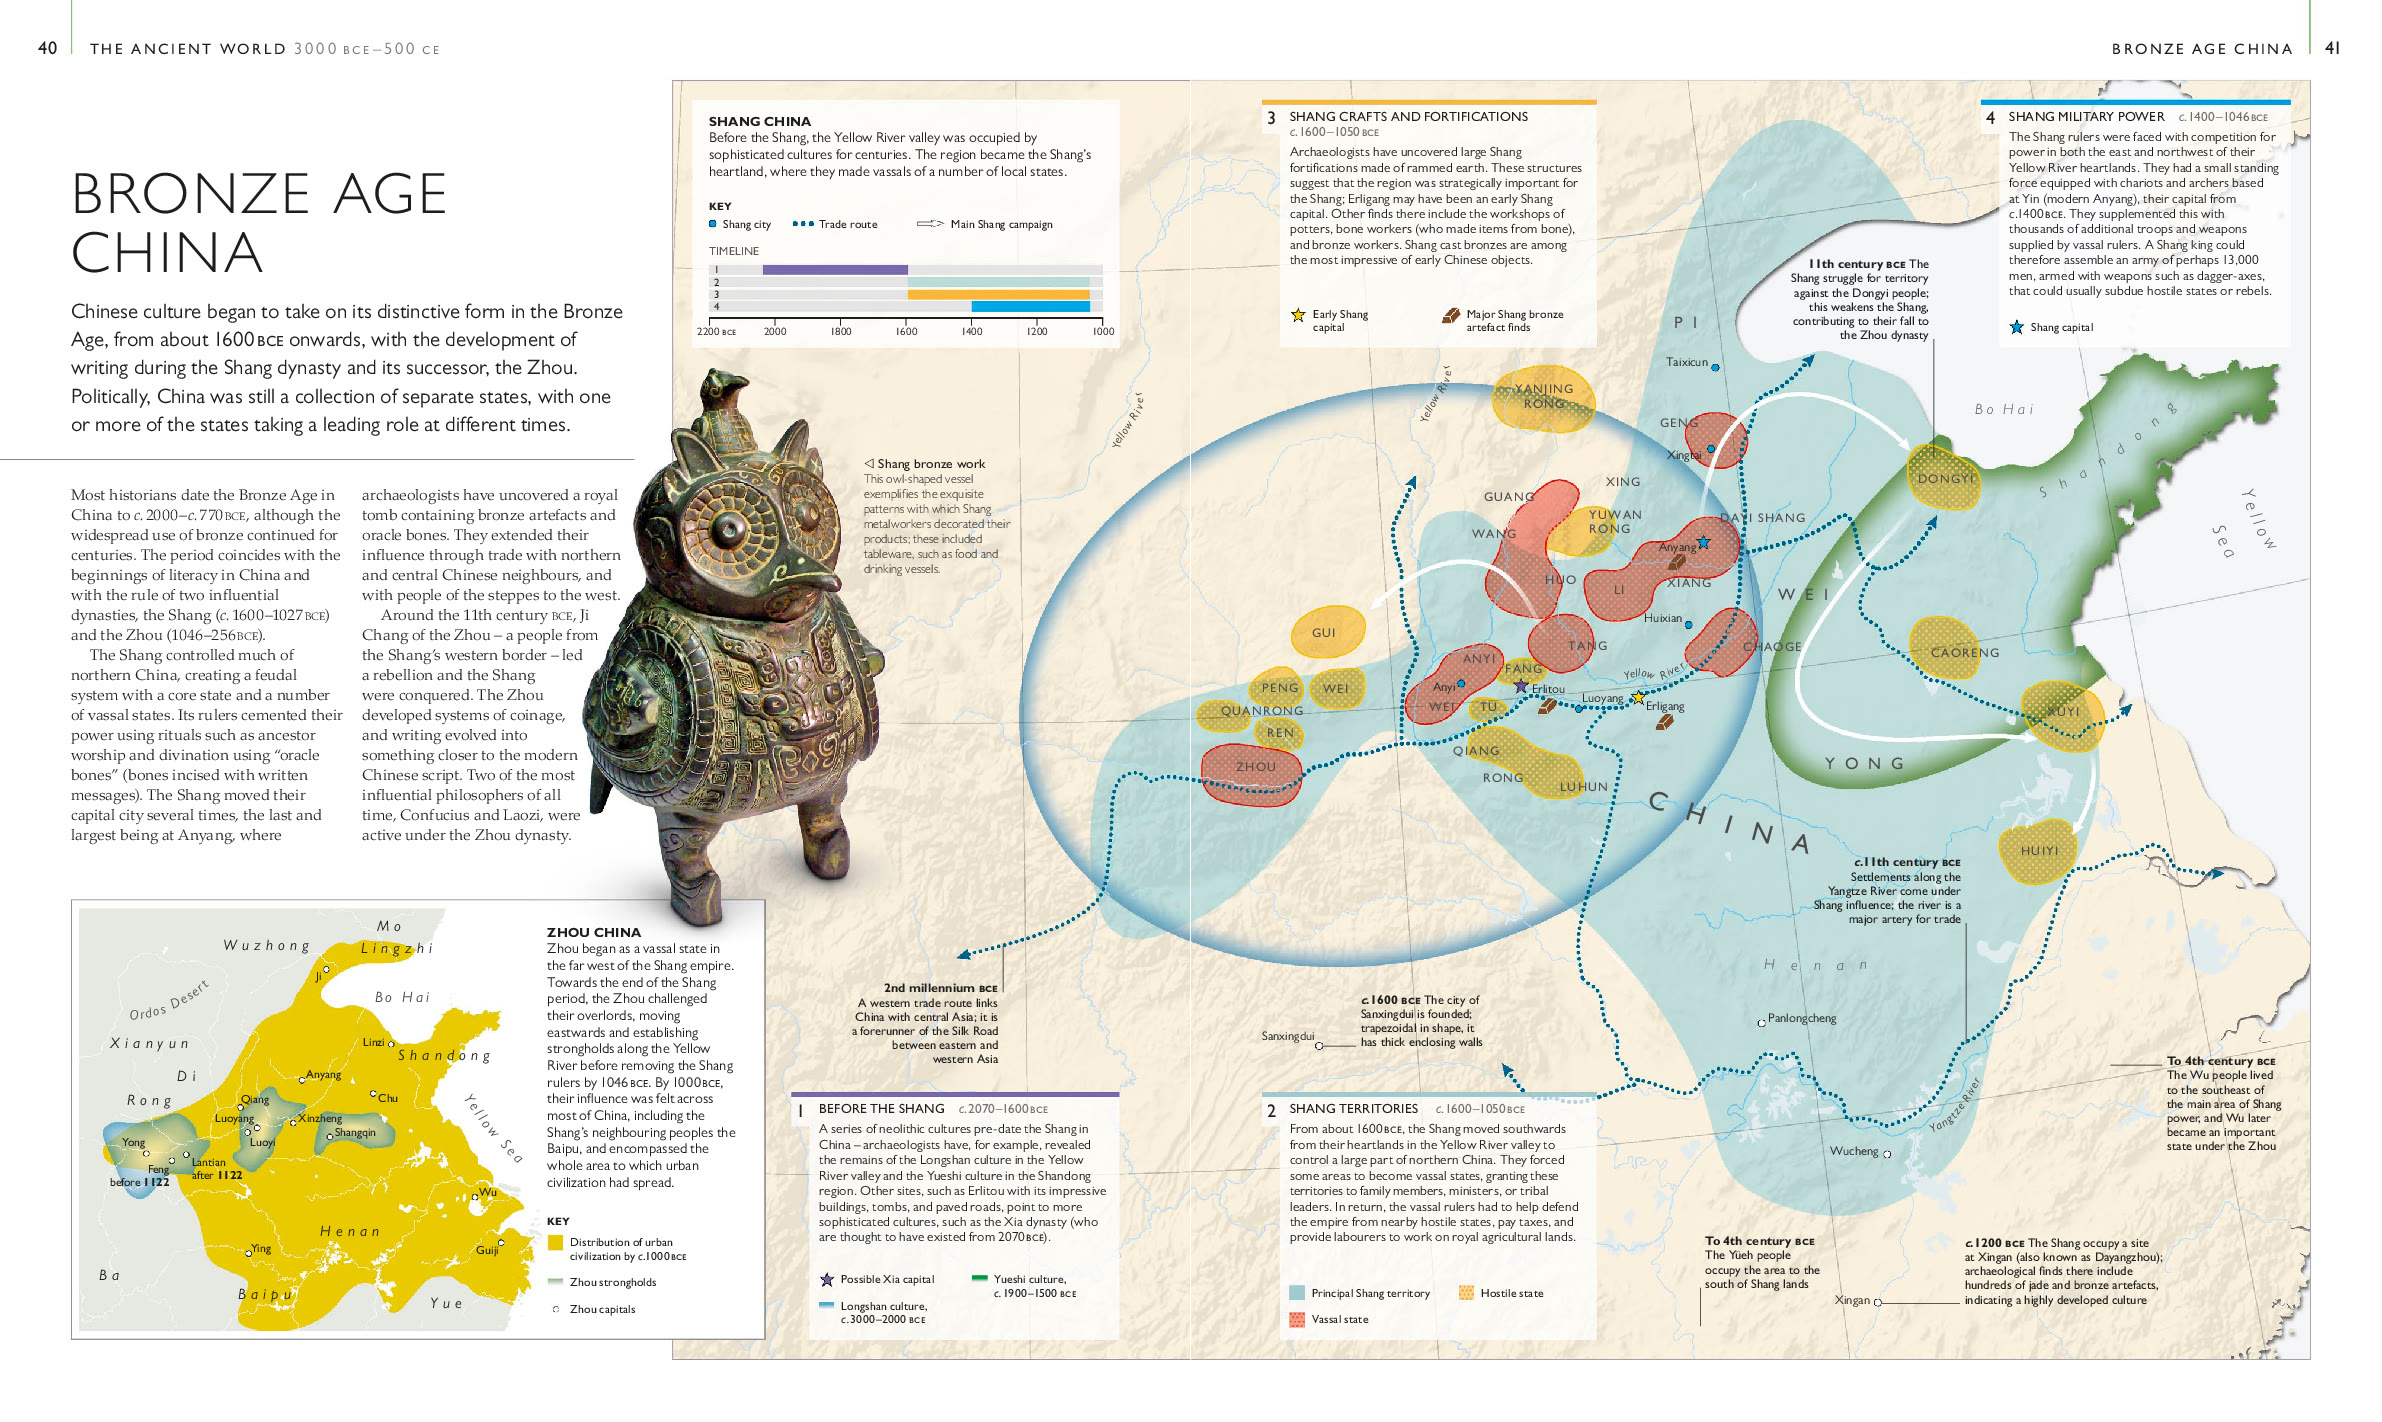 40
THE ANCIENT WORLD 3000 BCE–500 CE
BRONZE AGE CHINA
41
BRONZE AGE
CHINA
Chinese culture began to take on its distinctive form in the Bronze
Age, from about 1600 BCE onwards, with the development of
writing during the Shang dynasty and its successor, the Zhou.
Politically, China was still a collection of separate states, with one
or more of the states taking a leading role at different times.
Most historians date the Bronze Age in
China to c. 2000–c. 770 BCE, although the
widespread use of bronze continued for
centuries. The period coincides with the
beginnings of literacy in China and
with the rule of two influential
dynasties, the Shang (c. 1600–1027 BCE)
and the Zhou (1046–256 BCE).
The Shang controlled much of
northern China, creating a feudal
system with a core state and a number
of vassal states. Its rulers cemented their
power using rituals such as ancestor
worship and divination using “oracle
bones” (bones incised with written
messages). The Shang moved their
capital city several times, the last and
largest being at Anyang, where
archaeologists have uncovered a royal
tomb containing bronze artefacts and
oracle bones. They extended their
influence through trade with northern
and central Chinese neighbours, and
with people of the steppes to the west.
Around the 11th century BCE, Ji
Chang of the Zhou – a people from
the Shang’s western border – led
a rebellion and the Shang
were conquered. The Zhou
developed systems of coinage,
and writing evolved into
something closer to the modern
Chinese script. Two of the most
influential philosophers of all
time, Confucius and Laozi, were
active under the Zhou dynasty.
SHANG CHINA
Before the Shang, the Yellow River valley was occupied by
sophisticated cultures for centuries. The region became the Shang’s
heartland, where they made vassals of a number of local states.
KEY
Shang city
Trade route
Main Shang campaign
TIMELINE
1
2
3
4
2200 BCE
2000
1800
1600
1400
1200
1000
◁ Shang bronze work
This owl-shaped vessel
exemplifies the exquisite
patterns with which Shang
metalworkers decorated their
products; these included
tableware, such as food and
drinking vessels.
3 SHANG CRAFTS AND FORTIFICATIONS
c. 1600–1050 BCE
Archaeologists have uncovered large Shang
fortifications made of rammed earth. These structures
suggest that the region was strategically important for
the Shang; Erligang may have been an early Shang
capital. Other finds there include the workshops of
potters, bone workers (who made items from bone),
and bronze workers. Shang cast bronzes are among
the most impressive of early Chinese objects.
Early Shang
capital
Major Shang bronze
artefact finds
4 SHANG MILITARY POWER c. 1400–1046 BCE
The Shang rulers were faced with competition for
power in both the east and northwest of their
Yellow River heartlands. They had a small standing
force equipped with chariots and archers based
at Yin (modern Anyang), their capital from
c.1400 BCE. They supplemented this with
thousands of additional troops and weapons
supplied by vassal rulers. A Shang king could
therefore assemble an army of perhaps 13,000
men, armed with weapons such as dagger-axes,
that could usually subdue hostile states or rebels.
Shang capital
11th century BCE The
Shang struggle for territory
against the Dongyi people;
this weakens the Shang,
contributing to their fall to
the Zhou dynasty
Yellow River
Yellow River
PI
Taixicun
YANJING
RONG
Bo Hai
Shandong
Yellow
Sea
GENG
Xingtai
DONGYI
GUANG
XING
WANG
YUWAN
RONG
DAYI SHANG
Anyang
HUO
LI
XIANG
WEI
Huixian
GUI
TANG
CHAOGE
CAORENG
ANYI
FANG
Yellow River
PENG
WEI
Anyi
Erlitou
Luoyang
Erligang
QUANRONG
WEI
TU
XUYI
REN
QIANG
ZHOU
RONG
LUHUN
YONG
CHINA
HUIYI
c.11th century BCE
Settlements along the
Yangtze River come under
Shang influence; the river is a
major artery for trade
Henan
Panlongcheng
2nd millennium BCE
A western trade route links
China with central Asia; it is
a forerunner of the Silk Road
between eastern and
western Asia
Sanxingdui
c.1600 BCE The city of
Sanxingdui is founded;
trapezoidal in shape, it
has thick enclosing walls
To 4th century BCE
The Wu people lived
to the southeast of
the main area of Shang
power, and Wu later
became an important
state under the Zhou
Yangtze River
Wucheng
1 BEFORE THE SHANG c.2070–1600 BCE
A series of neolithic cultures pre-date the Shang in
China – archaeologists have, for example, revealed
the remains of the Longshan culture in the Yellow
River valley and the Yueshi culture in the Shandong
region. Other sites, such as Erlitou with its impressive
buildings, tombs, and paved roads, point to more
sophisticated cultures, such as the Xia dynasty (who
are thought to have existed from 2070 BCE).
Possible Xia capital
Yueshi culture,
c. 1900–1500 BCE
Longshan culture,
c.3000–2000 BCE
2 SHANG TERRITORIES c.1600–1050 BCE
From about 1600 BCE, the Shang moved southwards
from their heartlands in the Yellow River valley to
control a large part of northern China. They forced
some areas to become vassal states, granting these
territories to family members, ministers, or tribal
leaders. In return, the vassal rulers had to help defend
the empire from nearby hostile states, pay taxes, and
provide labourers to work on royal agricultural lands.
Principal Shang territory
Hostile state
Vassal state
To 4th century BCE
The Yüeh people
occupy the area to the
south of Shang lands
Xingan
c.1200 BCE The Shang occupy a site
at Xingan (also known as Dayangzhou);
archaeological finds there include
hundreds of jade and bronze artefacts,
indicating a highly developed culture
Mo
Wuzhong
Lingzhi
Ji
Ordos Desert
Bo Hai
Xianyun
Linzi
Shandong
Di
Anyang
Rong
Qiang
Chu
Luoyang
Xinzheng
Yellow Sea
Yong
Luoyi
Shangqin
Feng
Lantian
after 1122
before 1122
Wu
Henan
Ying
Guiji
Ba
Baipu
Yue
ZHOU CHINA
Zhou began as a vassal state in
the far west of the Shang empire.
Towards the end of the Shang
period, the Zhou challenged
their overlords, moving
eastwards and establishing
strongholds along the Yellow
River before removing the Shang
rulers by 1046 BCE. By 1000 BCE,
their influence was felt across
most of China, including the
Shang’s neighbouring peoples the
Baipu, and encompassed the
whole area to which urban
civilization had spread.
KEY
Distribution of urban
civilization by c.1000 BCE
Zhou strongholds
Zhou capitals